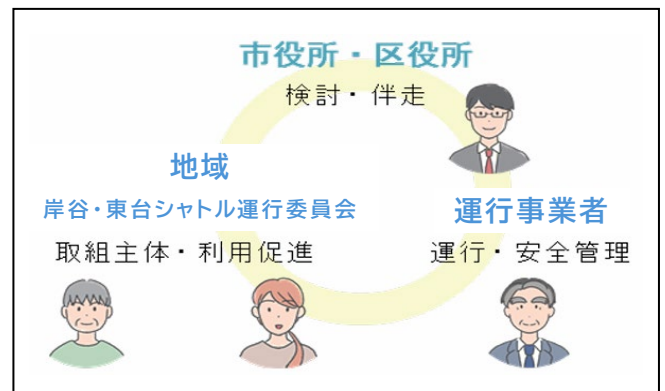 市役所・区役所
検討・伴走
地域
岸谷・東台シャトル運行委員会
取組主体・利用促進
運行事業者
運行・安全管理